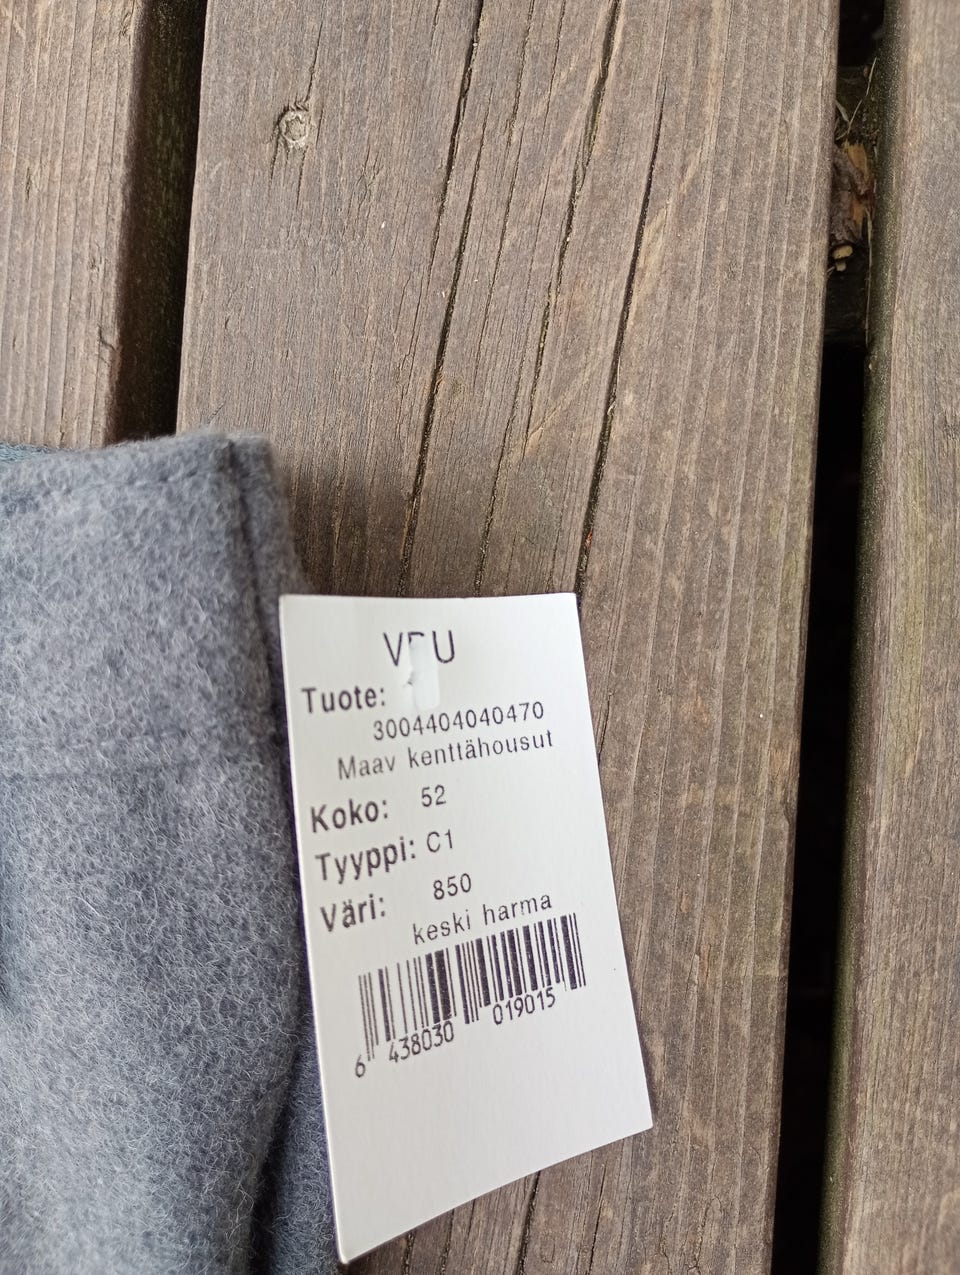 Tuote:
3004404040470
Maav kenttähousut
Koko: 52
Tyyppi: C1
Väri: 850
keski harma
6 438030 019015